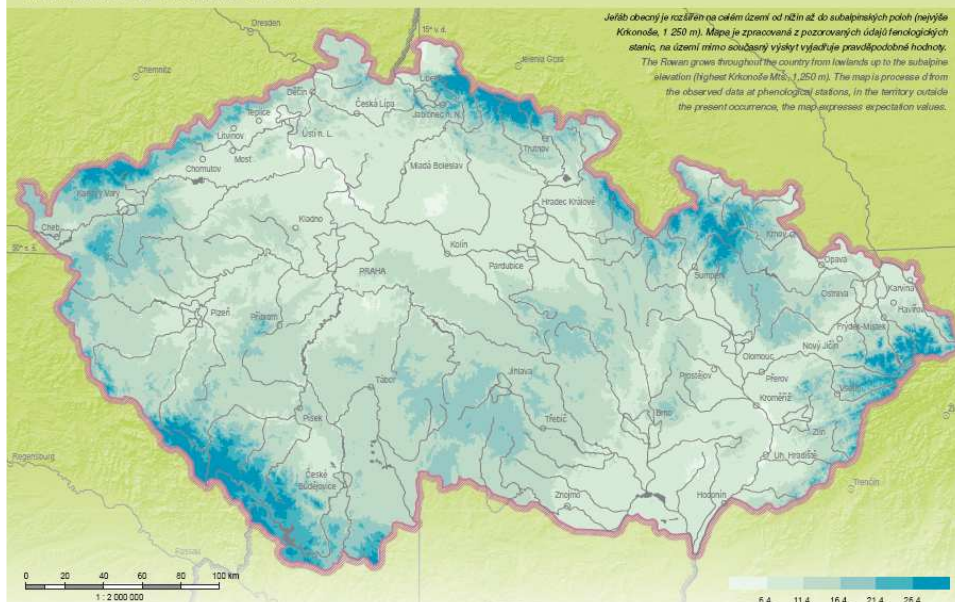 Jeřáb obecný je rozšířen na celém území od nížin až do subalpínských poloh (nejvýše
Krkonoše, 1 250 m). Mapa je zpracovaná z pozorovaných údajů fenologických
stanic, na území mimo současný výskyt vyjadřuje pravděpodobné hodnoty.
The Rowan grows throughout the country from lowlands up to the subalpine
elevation (highest Krkonoše Mts., 1,250 m). The map is processed from
the observed data at phenological stations, in the territory outside
the present occurrence, the map expresses expectation values.
Dresden
15° v. d.
Chemnitz
Jelenia Góra
Děčín
Liberec
Teplice
Česká Lípa
Jablonec n. N.
Ústí n. L.
Litvínov
Most
Trutnov
Chomutov
Mladá Boleslav
Karlovy Vary
Hradec Králové
Cheb
Kladno
Krnov
50° s. š.
Kolín
Opava
PRAHA
Pardubice
Šumperk
Ostrava
Karviná
Havířov
Plzeň
Příbram
Frýdek-Místek
Nový Jičín
Olomouc
Tábor
Jihlava
Prostějov
Přerov
Vsetín
Písek
Třebíč
Brno
Kroměříž
Zlín
Regensburg
České
Budějovice
Uh. Hradiště
Trenčín
Znojmo
Hodonín
Passau
0 20 40 60 80 100 km
1 : 2 000 000
6.4. 11.4. 16.4. 21.4. 26.4.